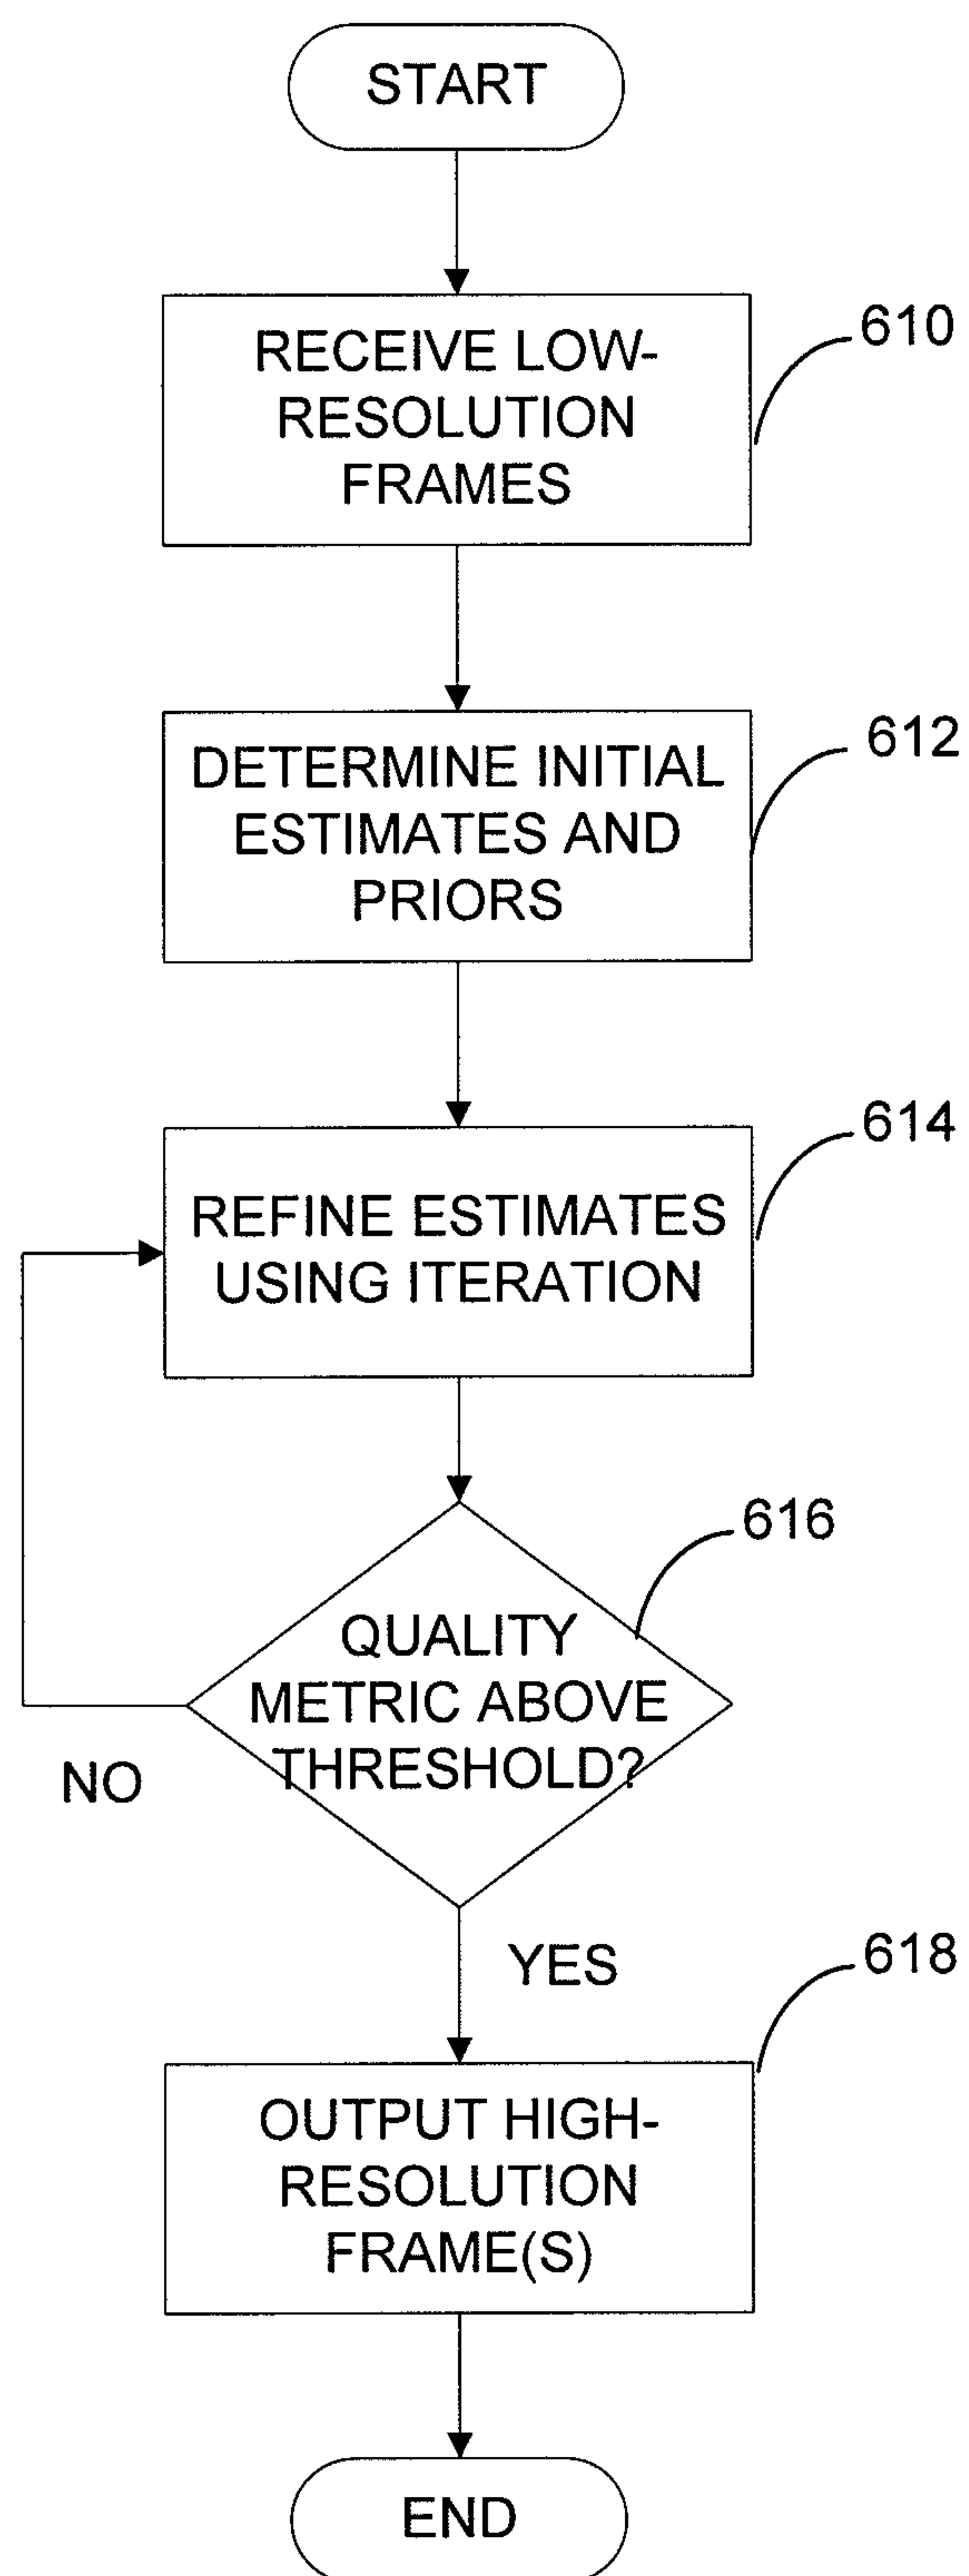 START
RECEIVE LOW-
RESOLUTION
FRAMES
610
DETERMINE INITIAL
ESTIMATES AND
PRIORS
612
REFINE ESTIMATES
USING ITERATION
614
QUALITY
METRIC ABOVE
THRESHOLD?
616
NO
YES
OUTPUT HIGH-
RESOLUTION
FRAME(S)
618
END